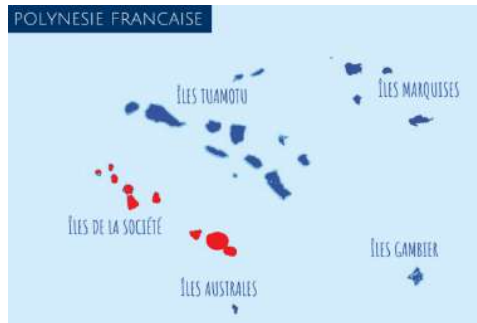 POLYNESIE FRANCAISE
ÎLES TUAMOTU
ÎLES MARQUISES
ÎLES DE LA SOCIÉTÉ
ÎLES GAMBIER
ÎLES AUSTRALES